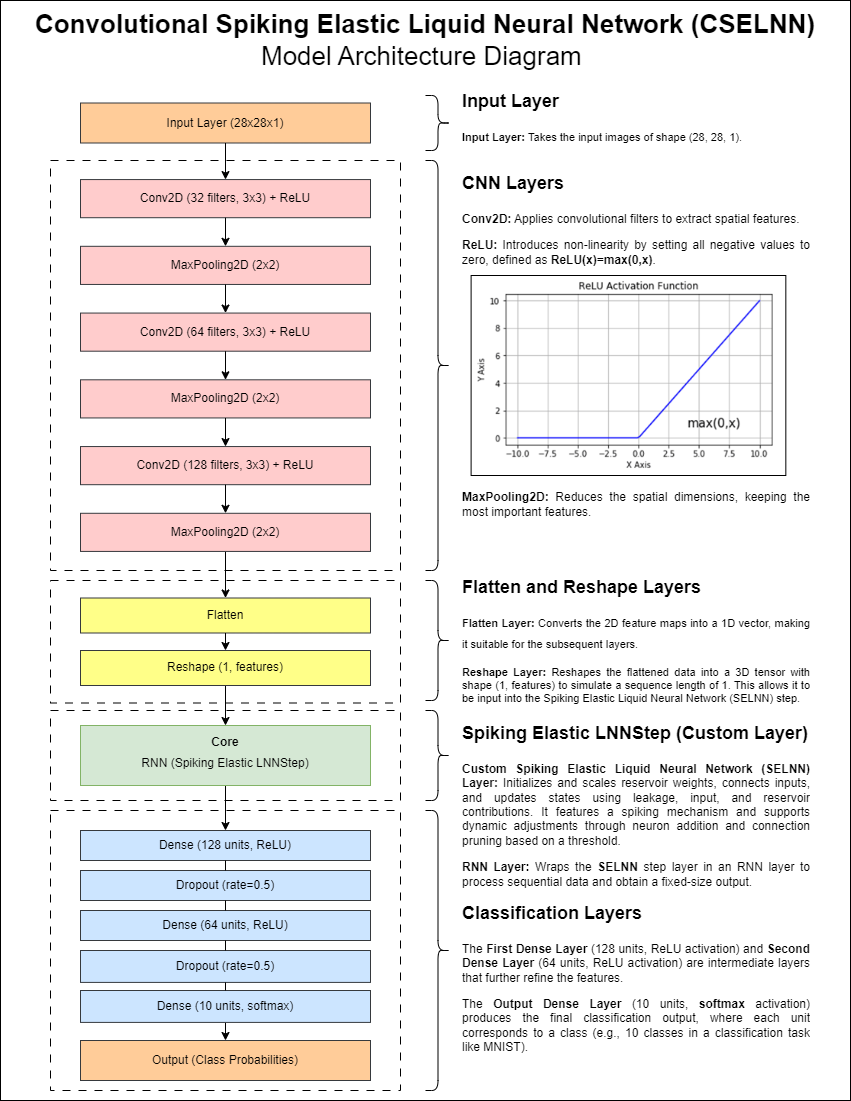 Convolutional Spiking Elastic Liquid Neural Network (CSELNN)
Model Architecture Diagram
Input Layer (28x28x1)
Conv2D (32 filters, 3x3) + ReLU
MaxPooling2D (2x2)
Conv2D (64 filters, 3x3) + ReLU
MaxPooling2D (2x2)
Conv2D (128 filters, 3x3) + ReLU
MaxPooling2D (2x2)
Flatten
Reshape (1, features)
Core
RNN (Spiking Elastic LNNStep)
Dense (128 units, ReLU)
Dropout (rate=0.5)
Dense (64 units, ReLU)
Dropout (rate=0.5)
Dense (10 units, softmax)
Output (Class Probabilities)
Input Layer
Input Layer: Takes the input images of shape (28, 28, 1).
CNN Layers
Conv2D: Applies convolutional filters to extract spatial features.
ReLU: Introduces non-linearity by setting all negative values to
zero, defined as ReLU(x)=max(0,x).
ReLU Activation Function
Y Axis
10
8
6
4
2
0
max(0,x)
−10.0 −7.5 −5.0 −2.5 0.0 2.5 5.0 7.5 10.0
X Axis
MaxPooling2D: Reduces the spatial dimensions, keeping the
most important features.
Flatten and Reshape Layers
Flatten Layer: Converts the 2D feature maps into a 1D vector, making
it suitable for the subsequent layers.
Reshape Layer: Reshapes the flattened data into a 3D tensor with
shape (1, features) to simulate a sequence length of 1. This allows it to
be input into the Spiking Elastic Liquid Neural Network (SELNN) step.
Spiking Elastic LNNStep (Custom Layer)
Custom Spiking Elastic Liquid Neural Network (SELNN)
Layer: Initializes and scales reservoir weights, connects inputs,
and updates states using leakage, input, and reservoir
contributions. It features a spiking mechanism and supports
dynamic adjustments through neuron addition and connection
pruning based on a threshold.
RNN Layer: Wraps the SELNN step layer in an RNN layer to
process sequential data and obtain a fixed-size output.
Classification Layers
The First Dense Layer (128 units, ReLU activation) and Second
Dense Layer (64 units, ReLU activation) are intermediate layers
that further refine the features.
The Output Dense Layer (10 units, softmax activation)
produces the final classification output, where each unit
corresponds to a class (e.g., 10 classes in a classification task
like MNIST).